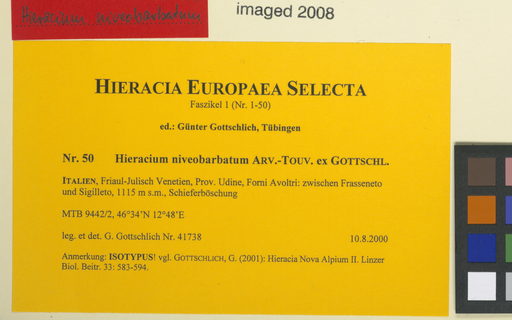 Hieracium niveobarbatum
imaged 2008
HIERACIA EUROPAEA SELECTA
Faszikel 1 (Nr. 1-50)
ed.: Günter Gottschlich, Tübingen
Nr. 50 Hieracium niveobarbatum ARV.-TOUV. ex GOTTSCHL.
ITALIEN, Friaul-Julisch Venetien, Prov. Udine, Forni Avoltri: zwischen Frasseneto
und Sigilleto, 1115 m s.m., Schieferböschung
MTB 9442/2, 46°34'N 12°48'E
leg. et det. G. Gottschlich Nr. 41738 10.8.2000
Anmerkung: ISOTYPUS! vgl. GOTTSCHLICH, G. (2001): Hieracia Nova Alpium II. Linzer
Biol. Beitr. 33: 583-594.